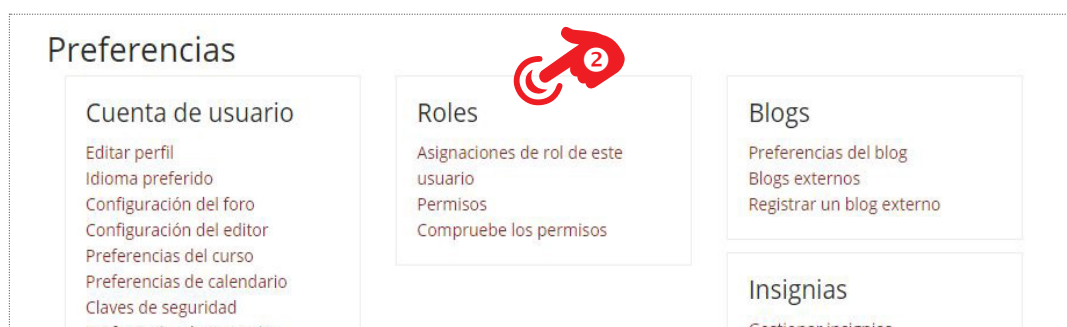 Preferencias
2
Cuenta de usuario
Editar perfil
Idioma preferido
Configuración del foro
Configuración del editor
Preferencias del curso
Preferencias de calendario
Claves de seguridad
Roles
Asignaciones de rol de este
usuario
Permisos
Compruebe los permisos
Blogs
Preferencias del blog
Blogs externos
Registrar un blog externo
Insignias
Gestionar insignias